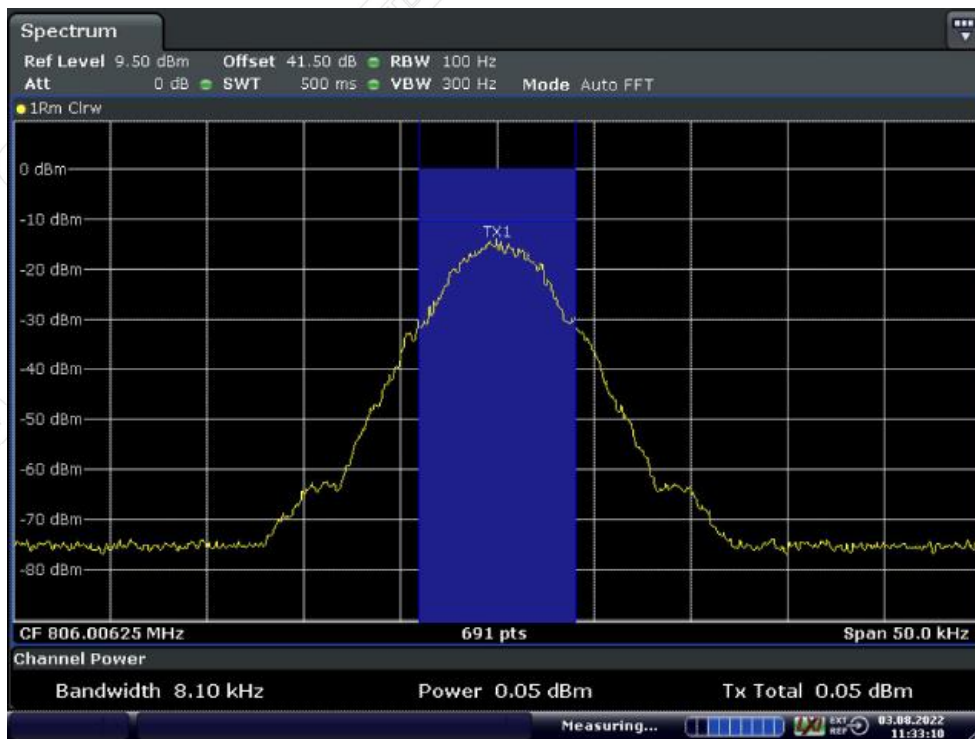 Spectrum
Ref Level 9.50 dBm Offset 41.50 dB RBW 100 Hz
Att 0 dB SWT 500 ms VBW 300 Hz Mode Auto FFT
1Rm Clrw
0 dBm
-10 dBm
TX1
-20 dBm
-30 dBm
-40 dBm
-50 dBm
-60 dBm
-70 dBm
-80 dBm
CF 806.00625 MHz 691 pts Span 50.0 kHz
Channel Power
Bandwidth 8.10 kHz Power 0.05 dBm Tx Total 0.05 dBm
Measuring... LXI EXT REF 03.08.2022 11:33:10